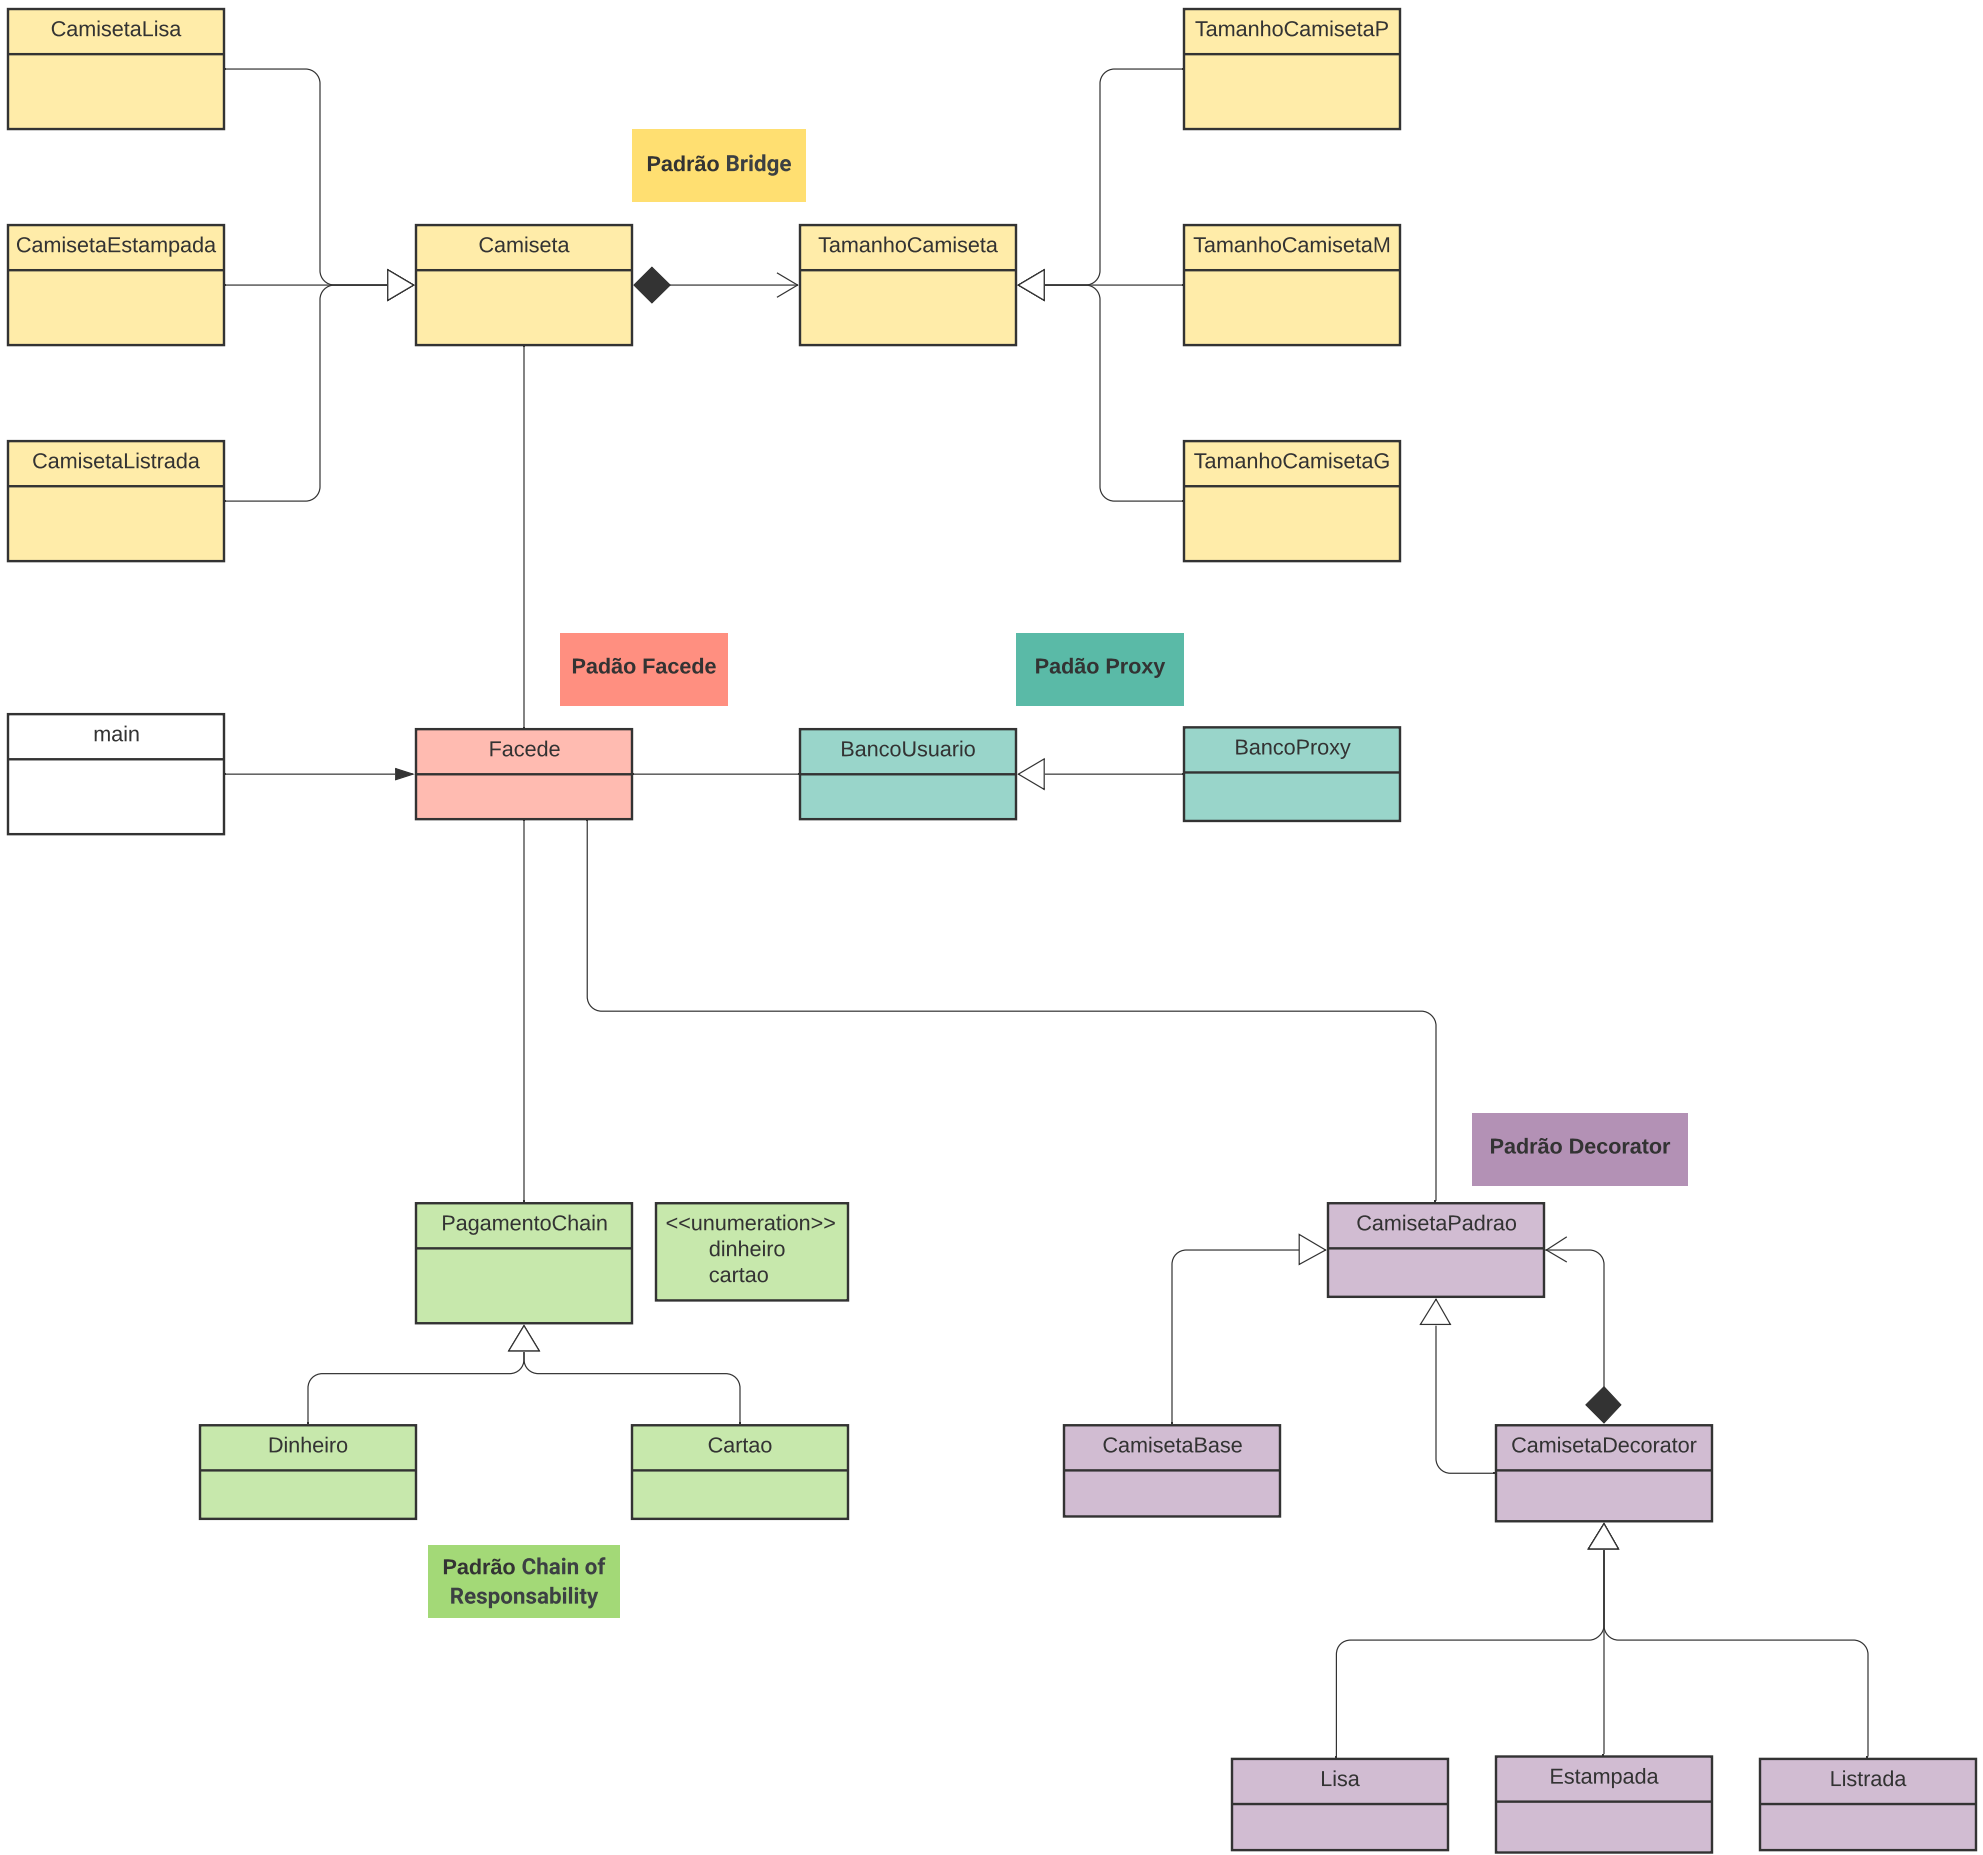 CamisetaLisa
TamanhoCamisetaP
Padrão Bridge
CamisetaEstampada
Camiseta
TamanhoCamiseta
TamanhoCamisetaM
CamisetaListrada
TamanhoCamisetaG
Padão Facede
Padão Proxy
main
Facede
BancoUsuario
BancoProxy
Padrão Decorator
PagamentoChain
<<unumeration>>
dinheiro
cartao
CamisetaPadrao
Dinheiro
Cartao
CamisetaBase
CamisetaDecorator
Padrão Chain of
Responsability
Lisa
Estampada
Listrada